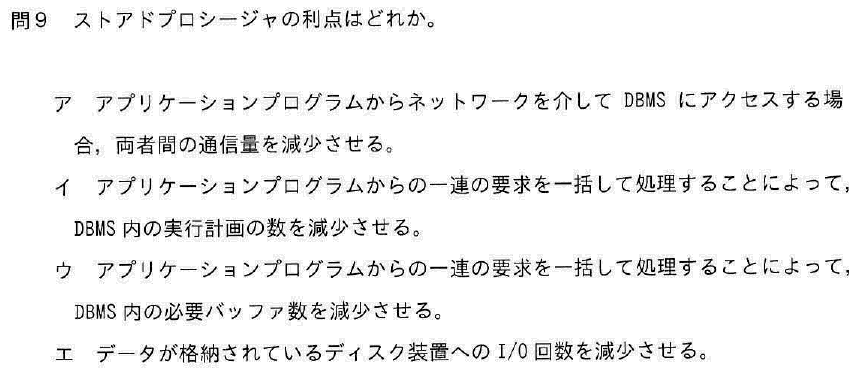 問9　ストアドプロシージャの利点はどれか。
ア　アプリケーションプログラムからネットワークを介して DBMS にアクセスする場
合，両者間の通信量を減少させる。
イ　アプリケーションプログラムからの一連の要求を一括して処理することによって，
DBMS 内の実行計画の数を減少させる。
ウ　アプリケーションプログラムからの一連の要求を一括して処理することによって，
DBMS 内の必要バッファ数を減少させる。
エ　データが格納されているディスク装置への I/O 回数を減少させる。